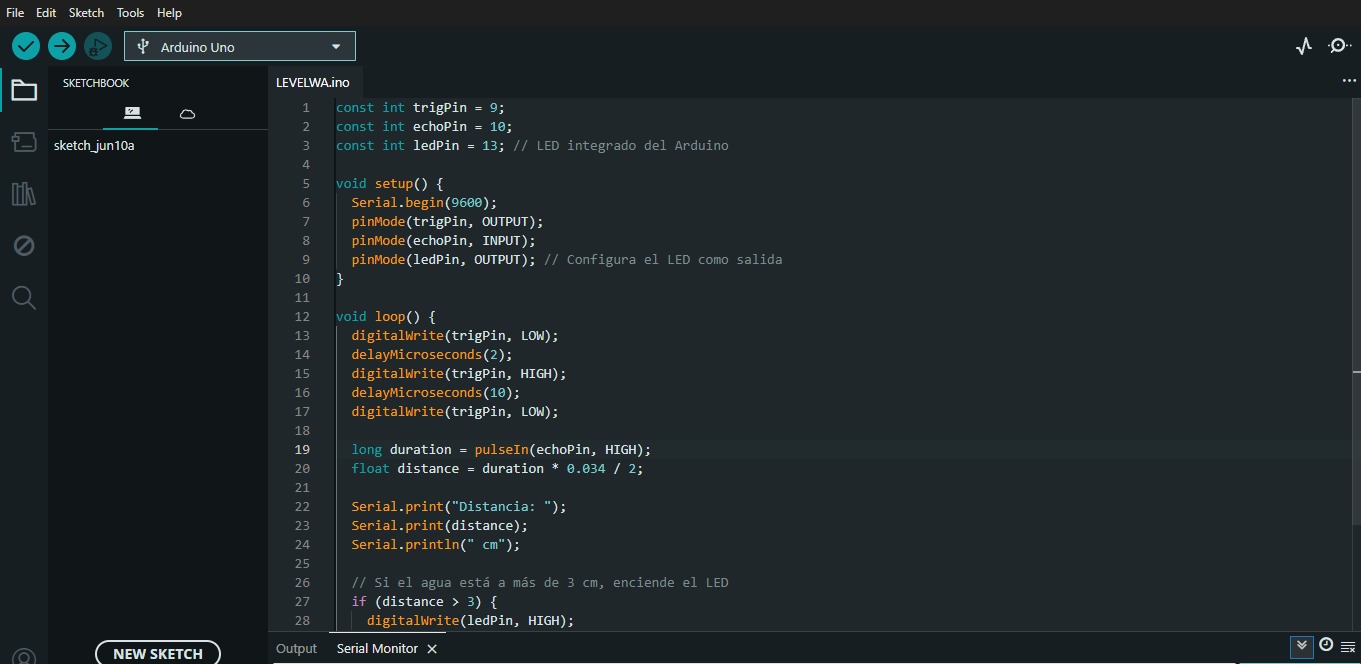 File Edit Sketch Tools Help
Arduino Uno
SKETCHBOOK
sketch_jun10a
NEW SKETCH
LEVELWA.ino
1 const int trigPin = 9;
2 const int echoPin = 10;
3 const int ledPin = 13; // LED integrado del Arduino
4
5 void setup() {
6 Serial.begin(9600);
7 pinMode(trigPin, OUTPUT);
8 pinMode(echoPin, INPUT);
9 pinMode(ledPin, OUTPUT); // Configura el LED como salida
10 }
11
12 void loop() {
13 digitalWrite(trigPin, LOW);
14 delayMicroseconds(2);
15 digitalWrite(trigPin, HIGH);
16 delayMicroseconds(10);
17 digitalWrite(trigPin, LOW);
18
19 long duration = pulseIn(echoPin, HIGH);
20 float distance = duration * 0.034 / 2;
21
22 Serial.print("Distancia: ");
23 Serial.print(distance);
24 Serial.println(" cm");
25
26 // Si el agua está a más de 3 cm, enciende el LED
27 if (distance > 3) {
28 digitalWrite(ledPin, HIGH);
Output Serial Monitor